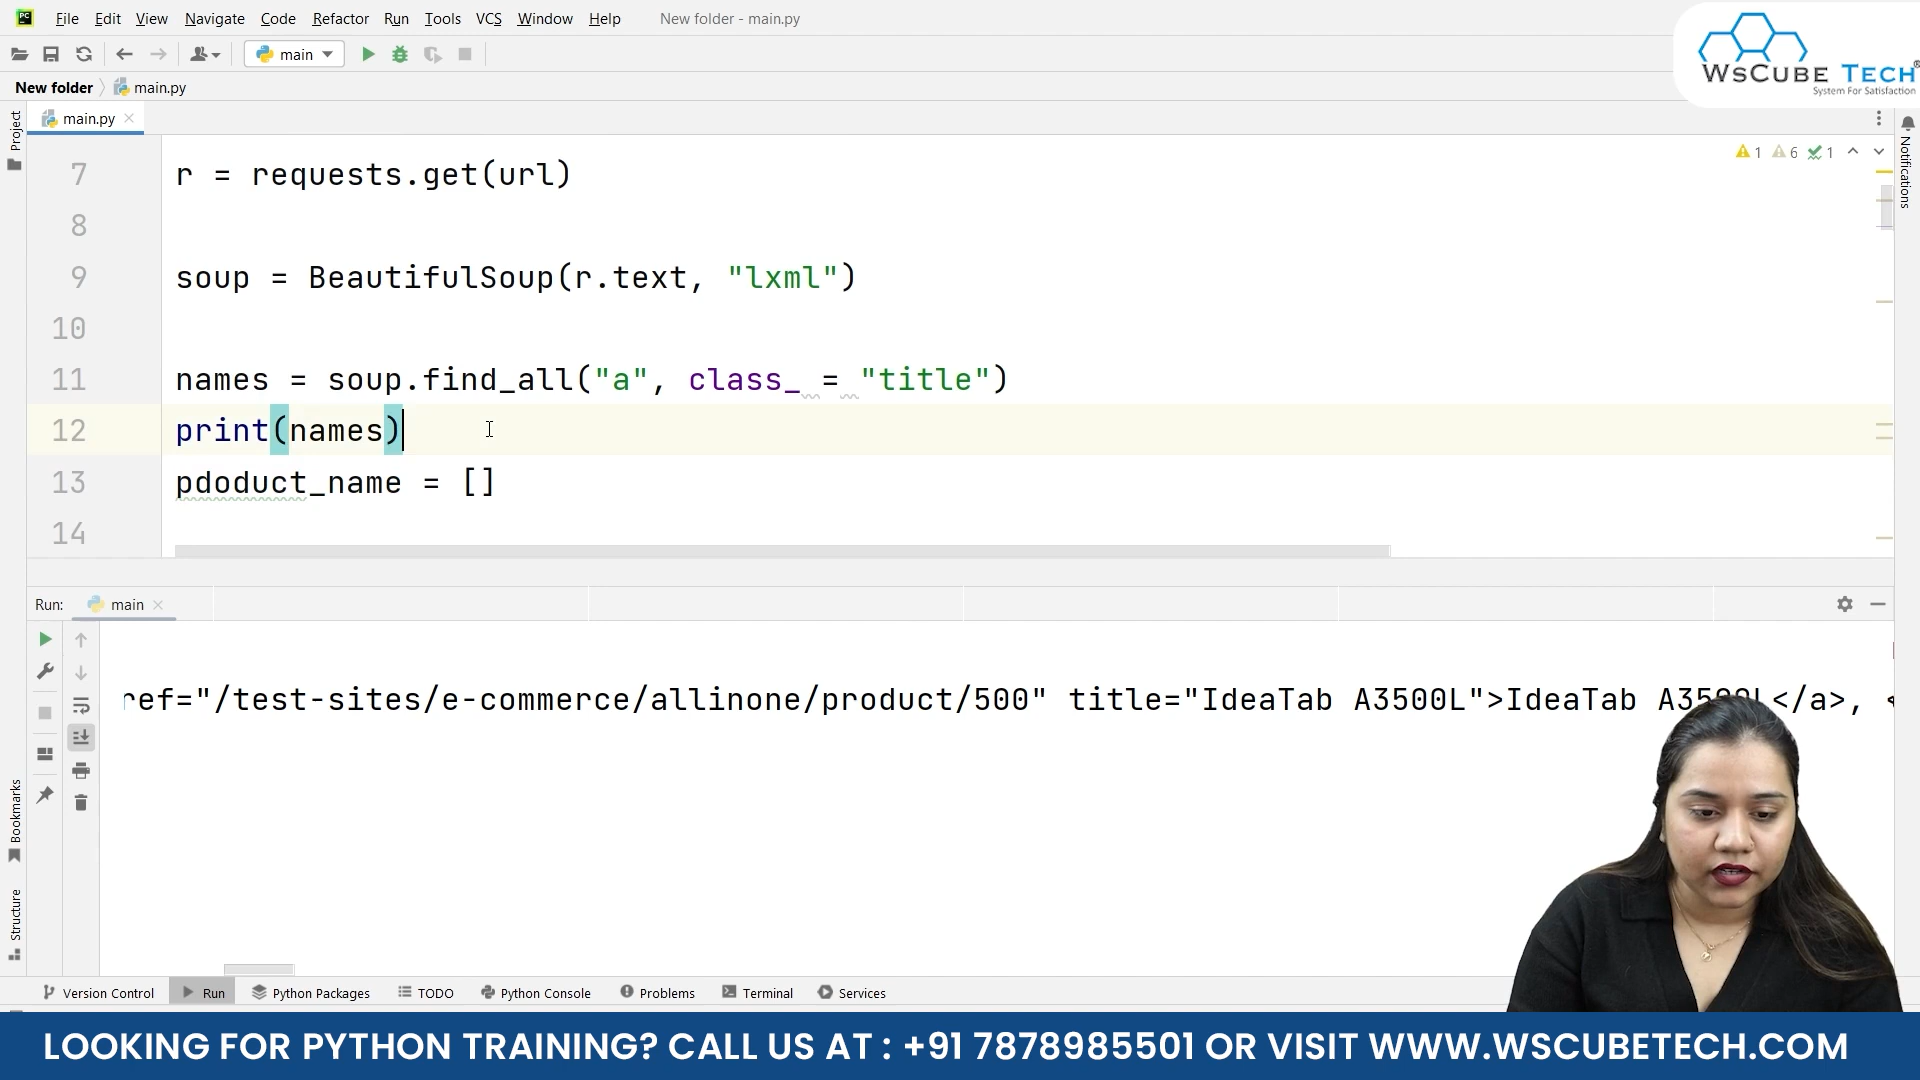 PC File Edit View Navigate Code Refactor Run Tools VCS Window Help New folder - main.py
main
WsCube Tech®
System For Satisfaction
New folder main.py
main.py
Project
Notifications
1 6 1
7 r = requests.get(url)
8
9 soup = BeautifulSoup(r.text, "lxml")
10
11 names = soup.find_all("a", class_ = "title")
12 print(names)
13 pdoduct_name = []
14
Run: main
ref="/test-sites/e-commerce/allinone/product/500" title="IdeaTab A3500L">IdeaTab A3500L</a>, <
Bookmarks
Structure
Version Control Run Python Packages TODO Python Console Problems Terminal Services
LOOKING FOR PYTHON TRAINING? CALL US AT : +91 7878985501 OR VISIT WWW.WSCUBETECH.COM